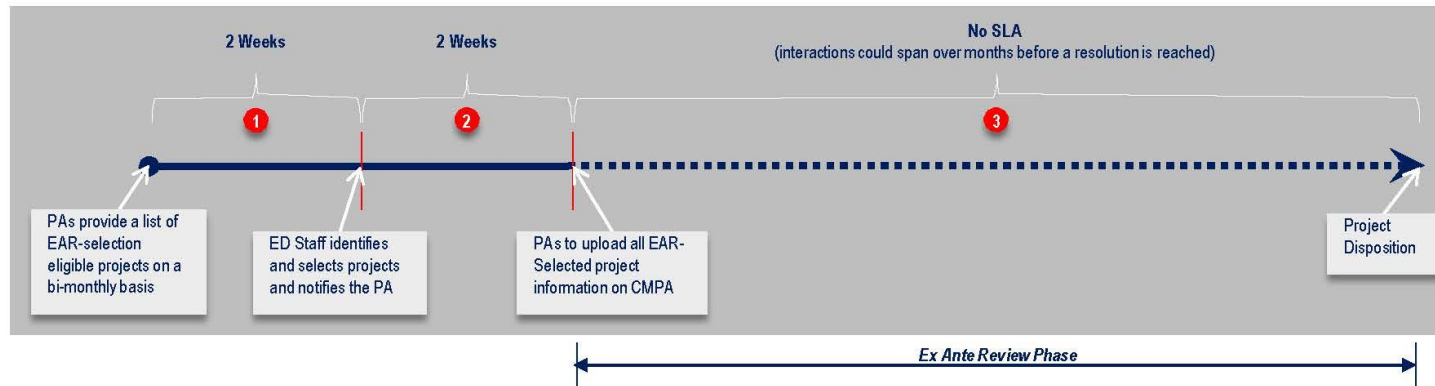 2 Weeks
2 Weeks
No SLA
(interactions could span over months before a resolution is reached)
1
2
3
PAs provide a list of
EAR-selection
eligible projects on a
bi-monthly basis
ED Staff identifies
and selects projects
and notifies the PA
PAs to upload all EAR-
Selected project
information on CMPA
Project
Disposition
Ex Ante Review Phase